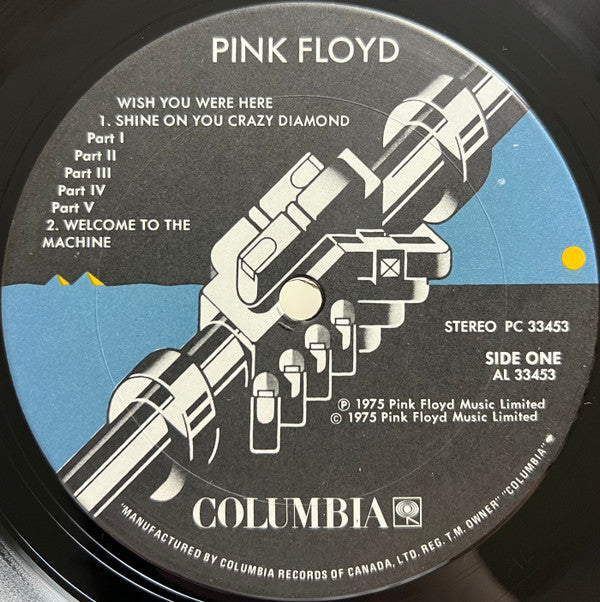 PINK FLOYD
WISH YOU WERE HERE
1. SHINE ON YOU CRAZY DIAMOND
Part I
Part II
Part III
Part IV
Part V
2. WELCOME TO THE
MACHINE
STEREO PC 33453
SIDE ONE
AL 33453
℗ 1975 Pink Floyd Music Limited
© 1975 Pink Floyd Music Limited
COLUMBIA
"MANUFACTURED BY COLUMBIA RECORDS OF CANADA, LTD. REG. T.M. OWNER" "COLUMBIA"